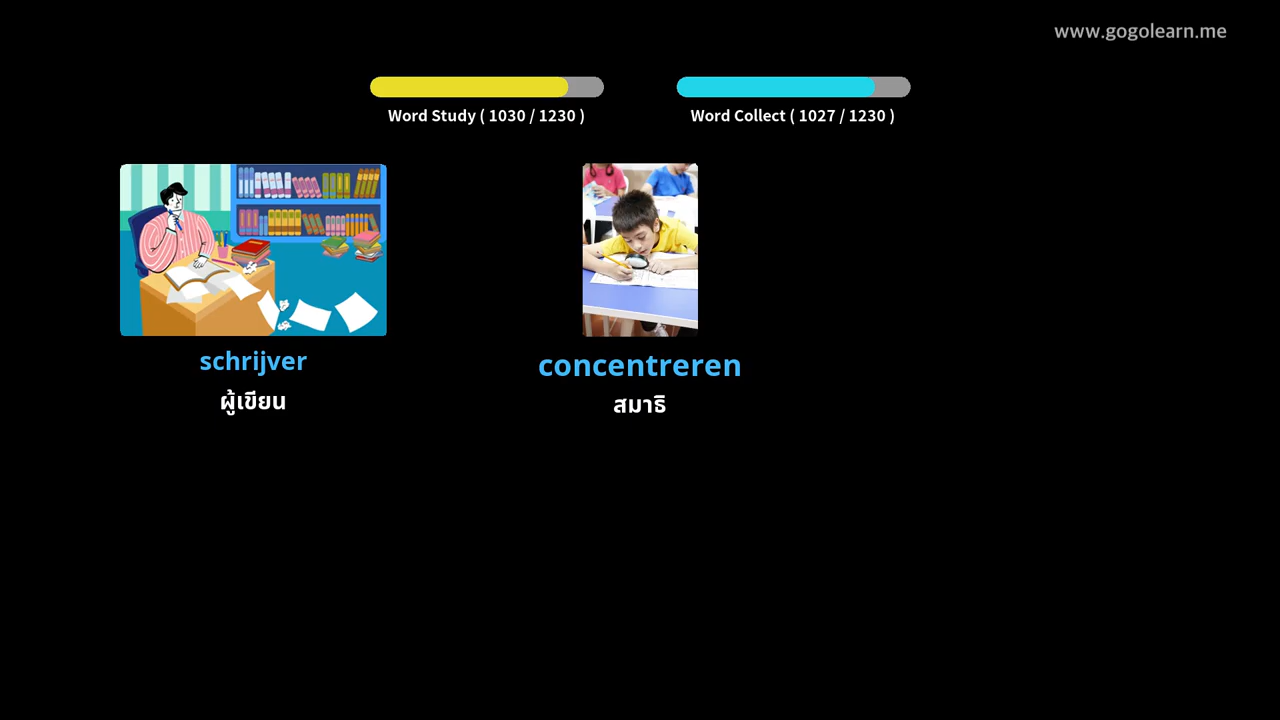 www.gogolearn.me
Word Study ( 1030 / 1230 )
Word Collect ( 1027 / 1230 )
schrijver
ผู้เขียน
concentreren
สมาธิ